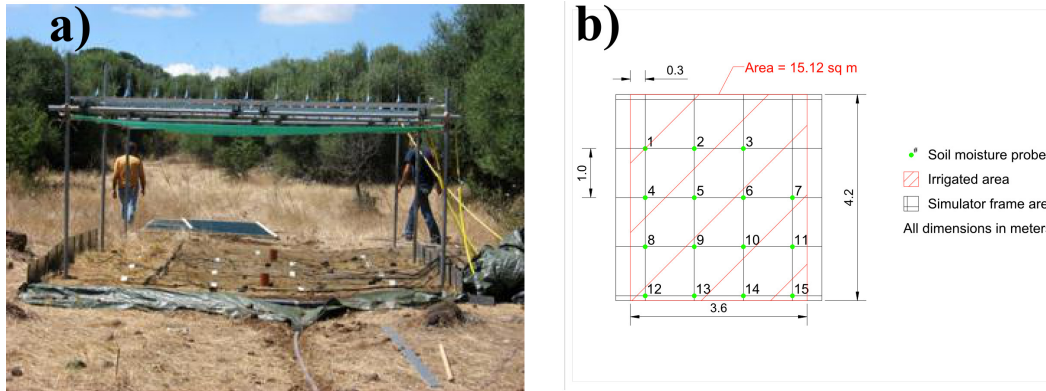 a)
b)
Area = 15.12 sq m
0.3
1 2 3
1.0
4 5 6 7
4.2
8 9 10 11
12 13 14 15
3.6
# Soil moisture probe
Irrigated area
Simulator frame are
All dimensions in meter